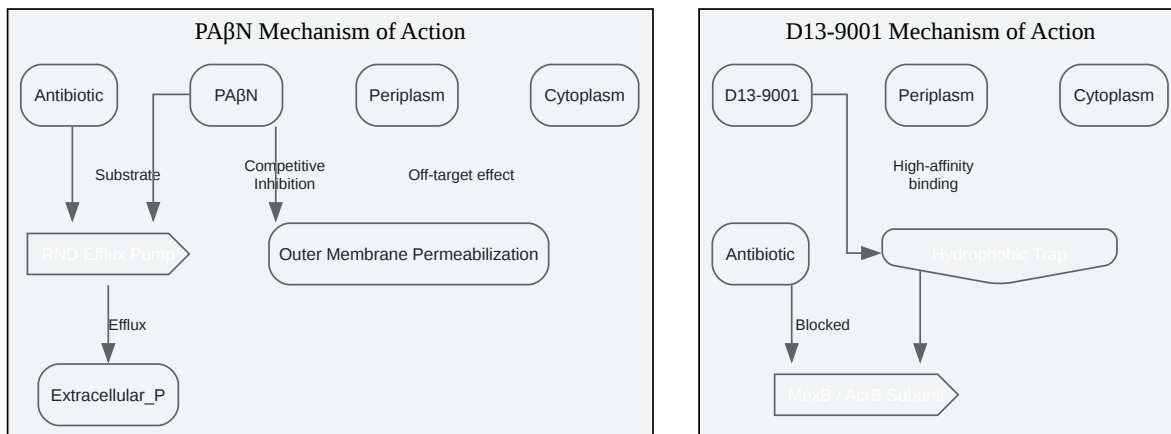 PAβN Mechanism of Action
Antibiotic
PAβN
Periplasm
Cytoplasm
Substrate
Competitive
Inhibition
Off-target effect
RND Efflux Pump
Outer Membrane Permeabilization
Efflux
Extracellular_P
D13-9001 Mechanism of Action
D13-9001
Periplasm
Cytoplasm
High-affinity
binding
Antibiotic
Hydrophobic Trap
Blocked
MexB / AcrB Subunit